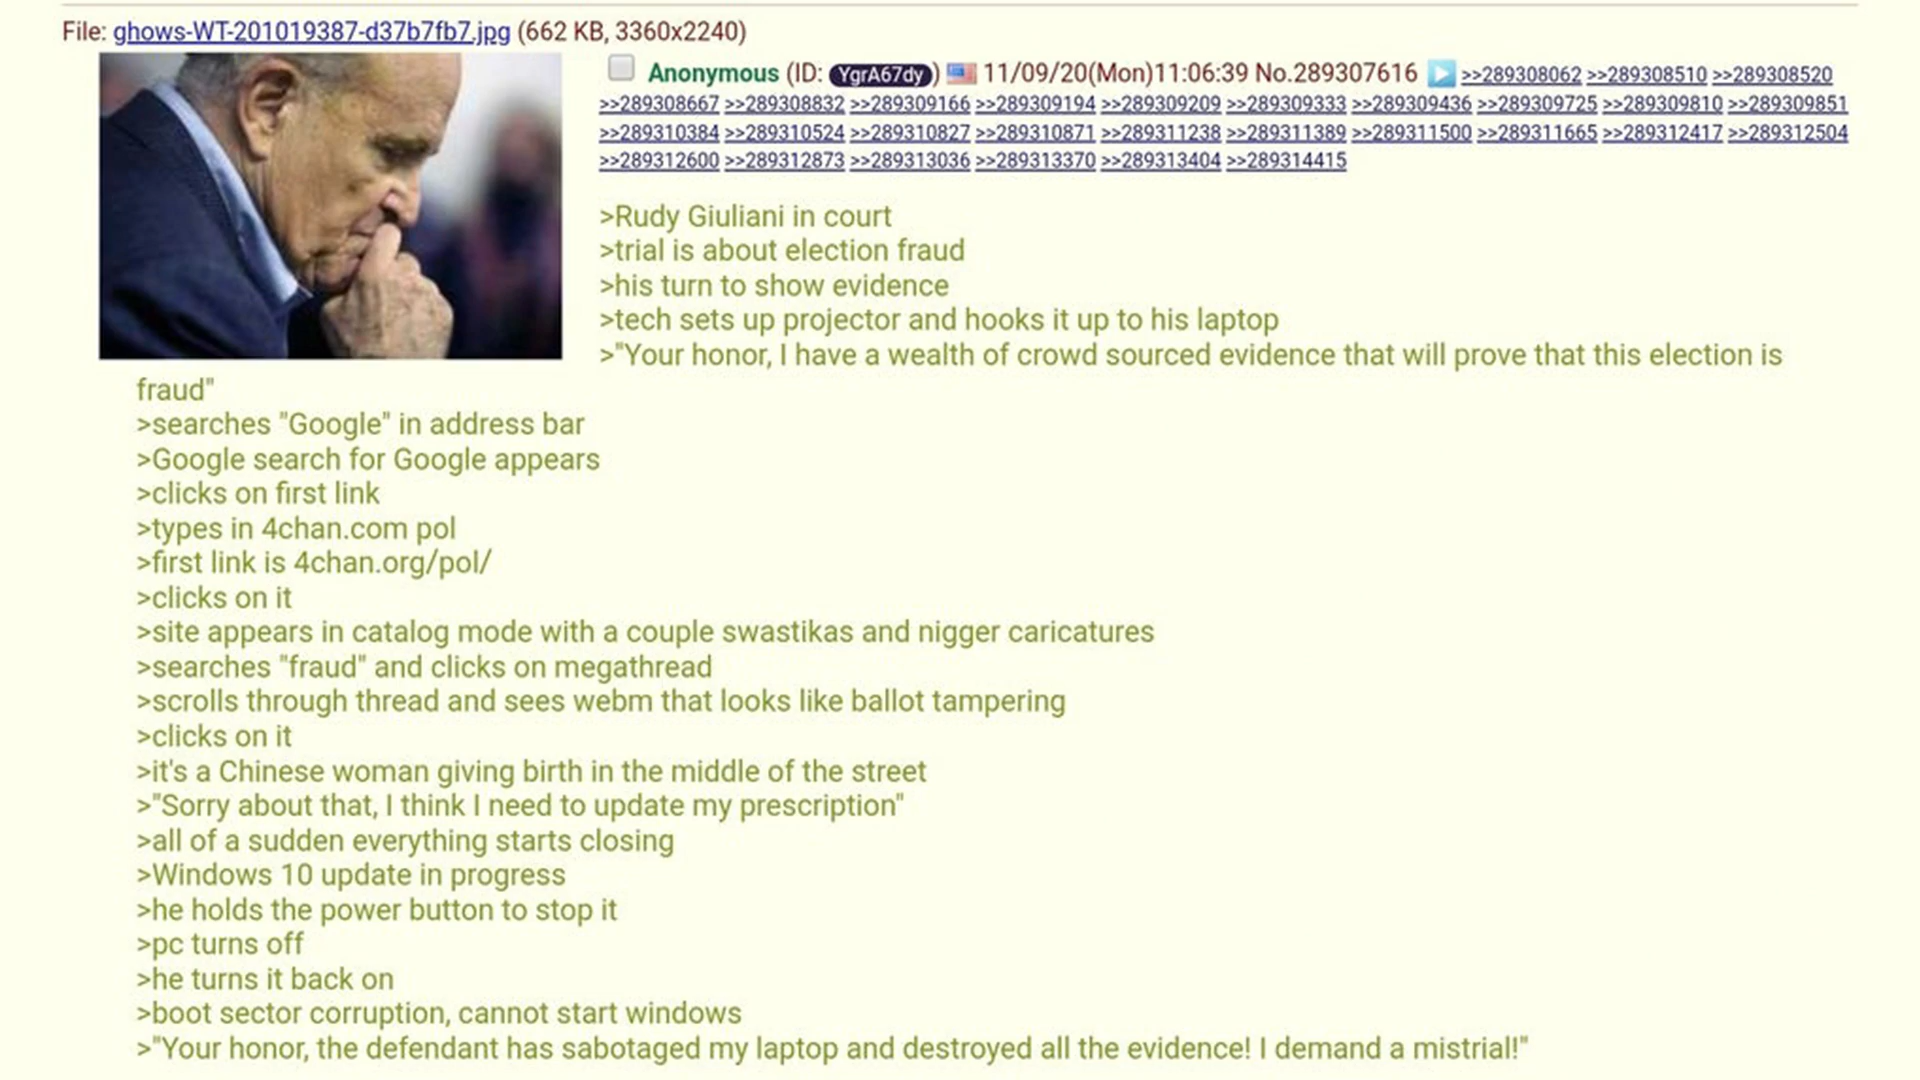 File: ghows-WT-201019387-d37b7fb7.jpg (662 KB, 3360x2240)
Anonymous (ID: YgrA67dy) 11/09/20(Mon)11:06:39 No.289307616 >>289308062 >>289308510 >>289308520
>>289308667 >>289308832 >>289309166 >>289309194 >>289309209 >>289309333 >>289309436 >>289309725 >>289309810 >>289309851
>>289310384 >>289310524 >>289310827 >>289310871 >>289311238 >>289311389 >>289311500 >>289311665 >>289312417 >>289312504
>>289312600 >>289312873 >>289313036 >>289313370 >>289313404 >>289314415
>Rudy Giuliani in court
>trial is about election fraud
>his turn to show evidence
>tech sets up projector and hooks it up to his laptop
>"Your honor, I have a wealth of crowd sourced evidence that will prove that this election is
fraud"
>searches "Google" in address bar
>Google search for Google appears
>clicks on first link
>types in 4chan.com pol
>first link is 4chan.org/pol/
>clicks on it
>site appears in catalog mode with a couple swastikas and nigger caricatures
>searches "fraud" and clicks on megathread
>scrolls through thread and sees webm that looks like ballot tampering
>clicks on it
>it's a Chinese woman giving birth in the middle of the street
>"Sorry about that, I think I need to update my prescription"
>all of a sudden everything starts closing
>Windows 10 update in progress
>he holds the power button to stop it
>pc turns off
>he turns it back on
>boot sector corruption, cannot start windows
>"Your honor, the defendant has sabotaged my laptop and destroyed all the evidence! I demand a mistrial!"